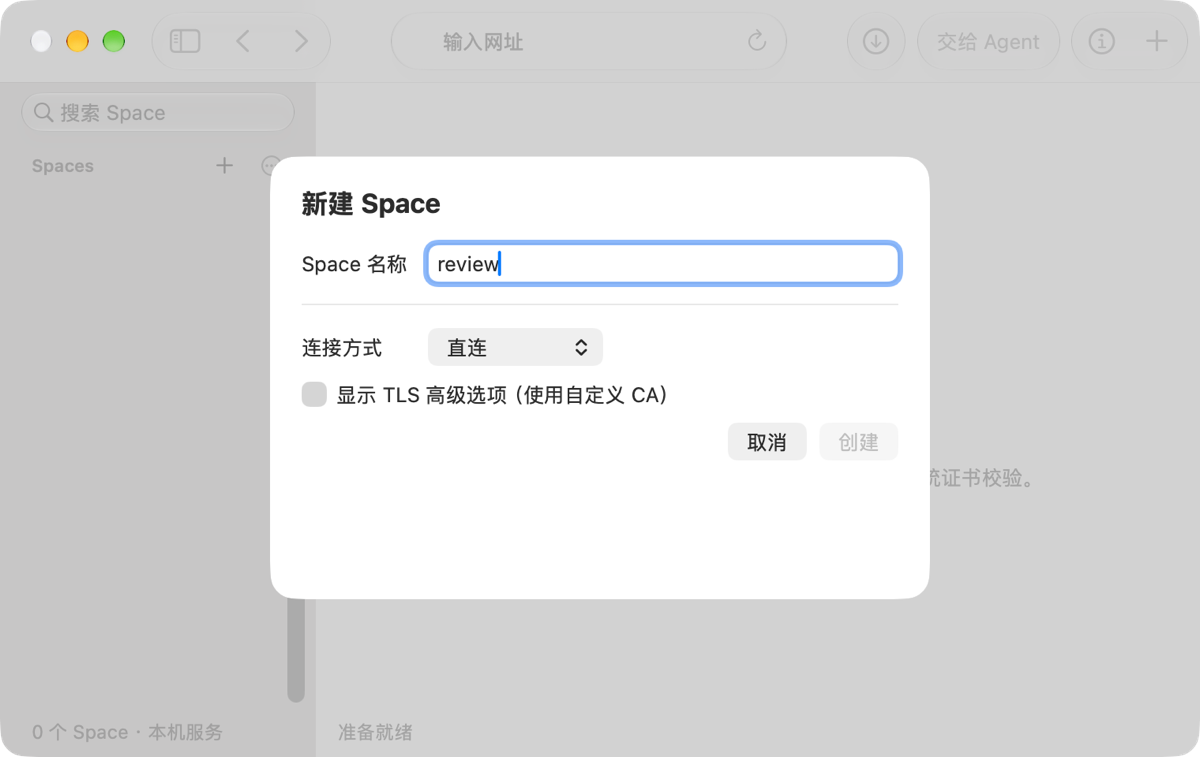 输入网址
交给 Agent
搜索 Space
Spaces
新建 Space
Space 名称
review
连接方式
直连
显示 TLS 高级选项（使用自定义 CA）
取消
创建
证书校验。
0 个 Space · 本机服务
准备就绪